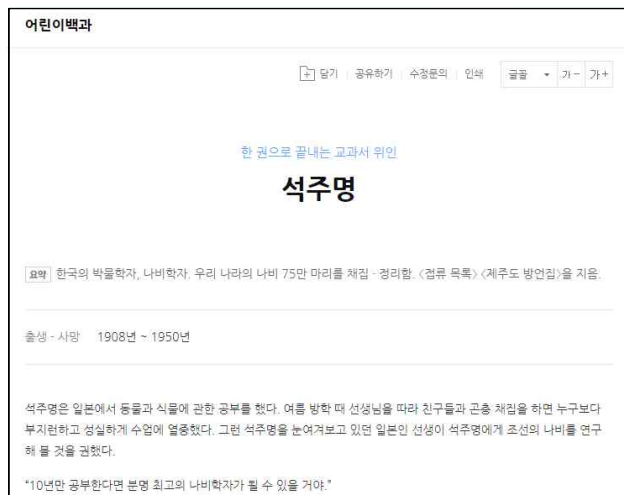 어린이백과
담기 공유하기 수정문의 인쇄 글꼴 가- 가+
한 권으로 끝내는 교과서 위인
석주명
요약 한국의 박물학자, 나비학자. 우리 나라의 나비 75만 마리를 채집 · 정리함. 〈접류 목록〉 〈제주도 방언집〉을 지음.
출생 - 사망 1908년 ~ 1950년
석주명은 일본에서 동물과 식물에 관한 공부를 했다. 여름 방학 때 선생님을 따라 친구들과 곤충 채집을 하면 누구보다
부지런하고 성실하게 수업에 열중했다. 그런 석주명을 눈여겨보고 있던 일본인 선생이 석주명에게 조선의 나비를 연구
해 볼 것을 권했다.
“10년만 공부한다면 분명 최고의 나비학자가 될 수 있을 거야.”